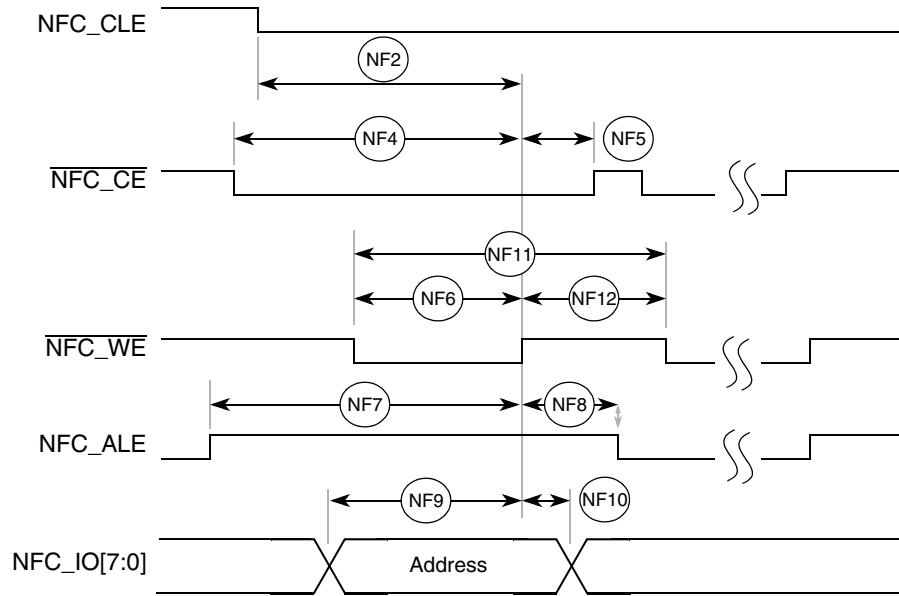 NFC_CLE
NF2
NF4
NF5
NFC_CE
NF11
NF6
NF12
NFC_WE
NF7
NF8
NFC_ALE
NF9
NF10
NFC_IO[7:0]
Address